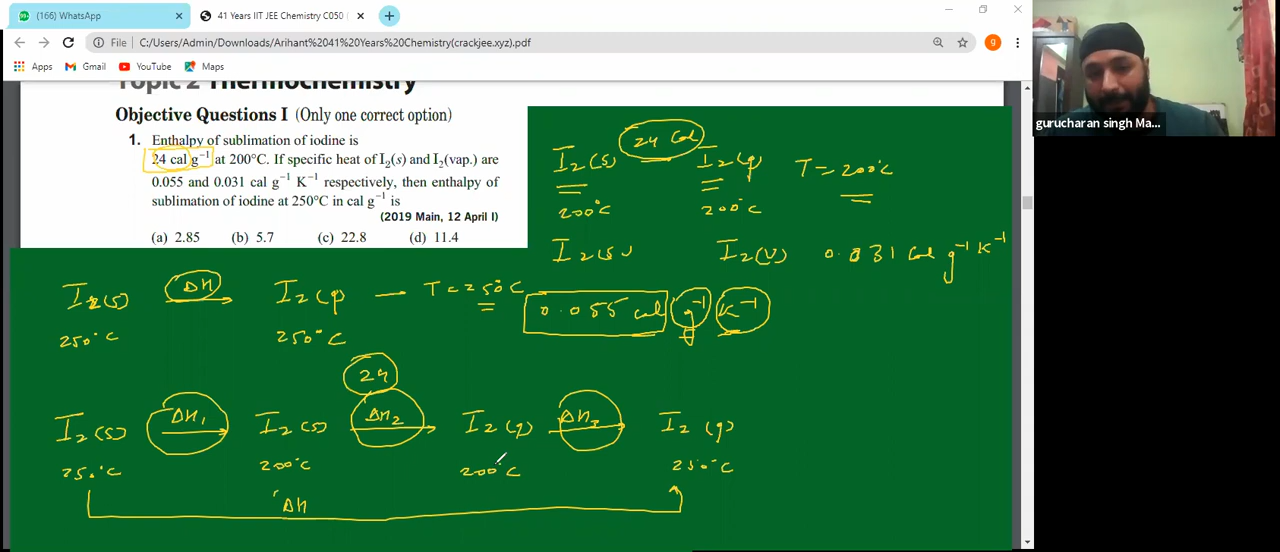 (166) WhatsApp
41 Years IIT JEE Chemistry C050
File
C:/Users/Admin/Downloads/Arihant%2041%20Years%20Chemistry(crackjee.xyz).pdf
g
Apps
Gmail
YouTube
Maps
Topic 2 Thermochemistry
Objective Questions I (Only one correct option)
1. Enthalpy of sublimation of iodine is
24 cal g⁻¹ at 200°C. If specific heat of I₂(s) and I₂(vap.) are
0.055 and 0.031 cal g⁻¹ K⁻¹ respectively, then enthalpy of
sublimation of iodine at 250°C in cal g⁻¹ is
(2019 Main, 12 April I)
(a) 2.85 (b) 5.7 (c) 22.8 (d) 11.4
gurucharan singh Ma...
24 cal
I₂(s) I₂(g) T = 200°C
200°C 200°C
I₂(s) I₂(v) 0.031 cal g⁻¹ K⁻¹
0.055 cal g⁻¹ K⁻¹
I₂(s) ΔH I₂(g) — T = 250°C
250°C 250°C
24
I₂(s) ΔH₁ I₂(s) ΔH₂ I₂(g) ΔH₃ I₂(g)
250°C 200°C 200°C 250°C
ΔH